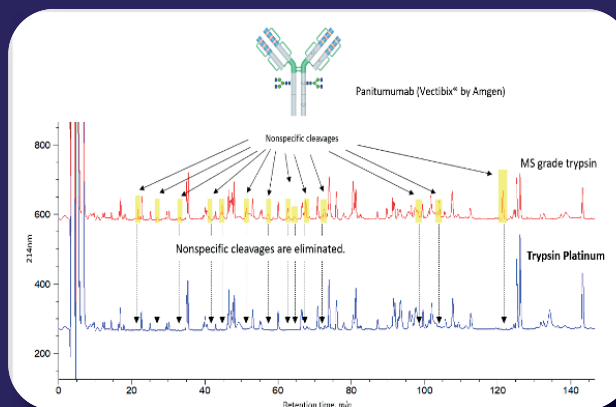 Panitumumab (Vectibix® by Amgen)
Nonspecific cleavages
MS grade trypsin
Nonspecific cleavages are eliminated.
Trypsin Platinum
800
600
400
200
214nm
0
20
40
60
80
100
120
140
Retention time, min